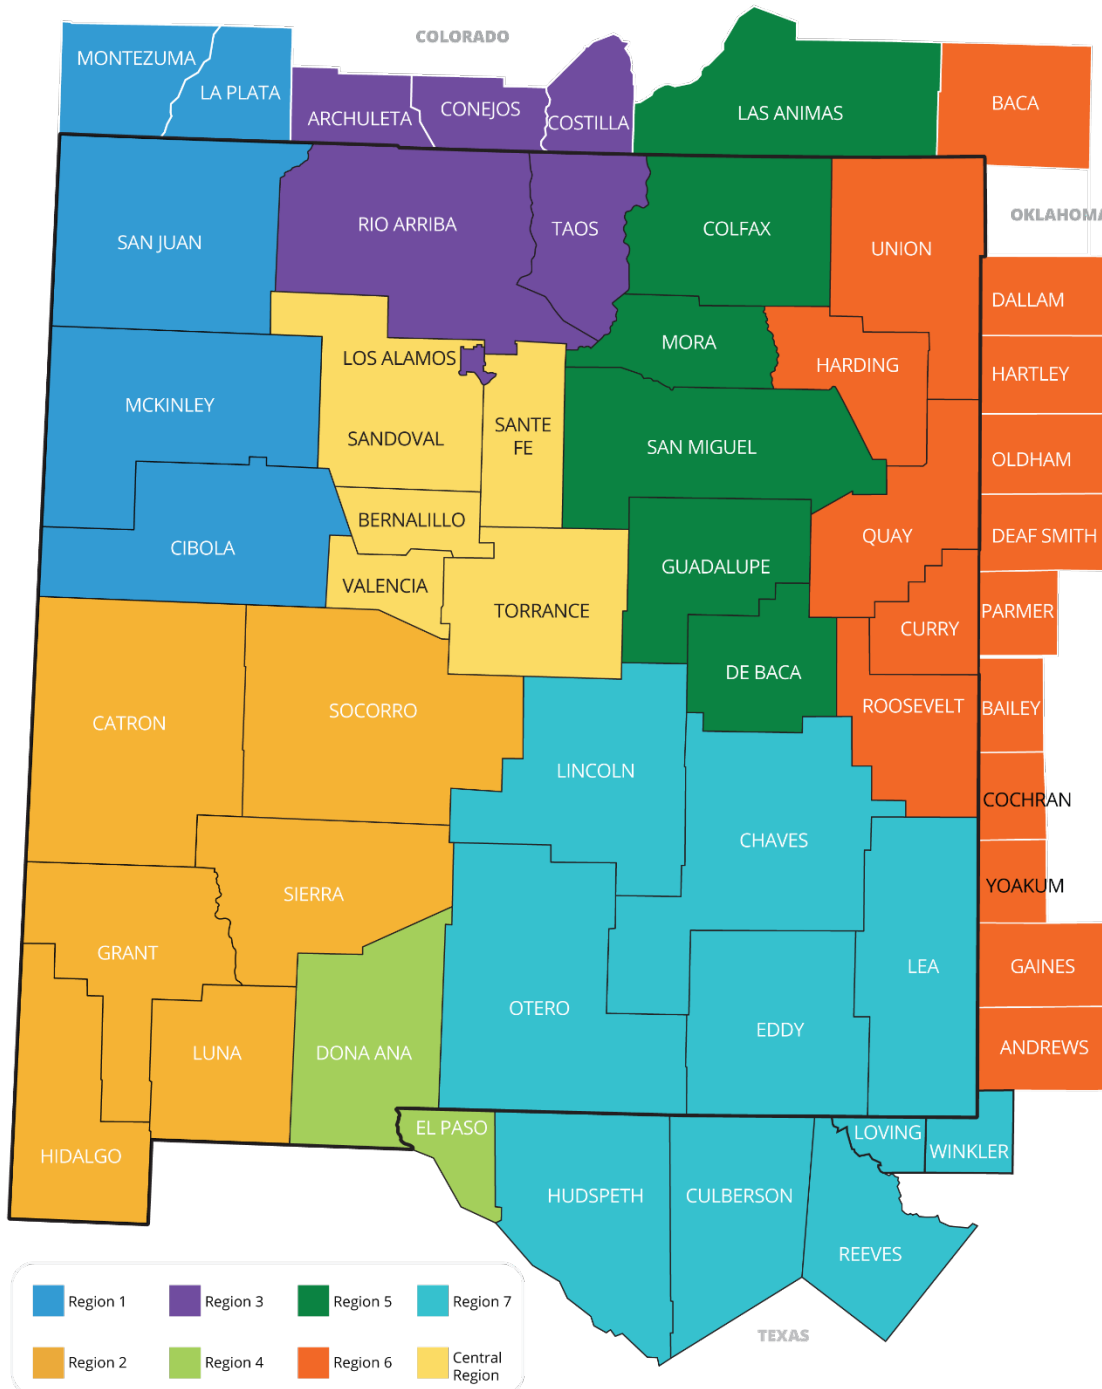 COLORADO
MONTEZUMA
LA PLATA
ARCHULETA
CONEJOS
COSTILLA
LAS ANIMAS
BACA
OKLAHOMA
SAN JUAN
RIO ARRIBA
TAOS
COLFAX
UNION
DALLAM
MORA
LOS ALAMOS
HARDING
HARTLEY
MCKINLEY
SANDOVAL
SANTE
FE
SAN MIGUEL
OLDHAM
BERNALILLO
QUAY
DEAF SMITH
CIBOLA
VALENCIA
GUADALUPE
TORRANCE
CURRY
PARMER
DE BACA
CATRON
SOCORRO
ROOSEVELT
BAILEY
LINCOLN
COCHRAN
CHAVES
SIERRA
YOAKUM
GRANT
LEA
GAINES
OTERO
EDDY
LUNA
DONA ANA
ANDREWS
EL PASO
LOVING
WINKLER
HIDALGO
HUDSPETH
CULBERSON
REEVES
TEXAS
Region 1
Region 3
Region 5
Region 7
Region 2
Region 4
Region 6
Central
Region